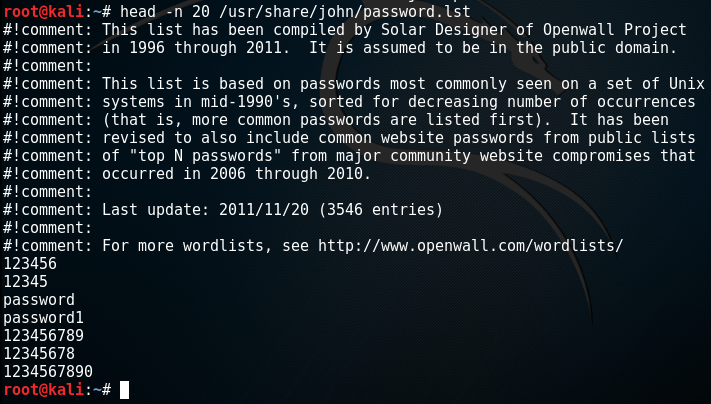 root@kali:~# head -n 20 /usr/share/john/password.lst
#!comment: This list has been compiled by Solar Designer of Openwall Project
#!comment: in 1996 through 2011.  It is assumed to be in the public domain.
#!comment:
#!comment: This list is based on passwords most commonly seen on a set of Unix
#!comment: systems in mid-1990's, sorted for decreasing number of occurrences
#!comment: (that is, more common passwords are listed first).  It has been
#!comment: revised to also include common website passwords from public lists
#!comment: of "top N passwords" from major community website compromises that
#!comment: occurred in 2006 through 2010.
#!comment:
#!comment: Last update: 2011/11/20 (3546 entries)
#!comment:
#!comment: For more wordlists, see http://www.openwall.com/wordlists/
123456
12345
password
password1
123456789
12345678
1234567890
root@kali:~#